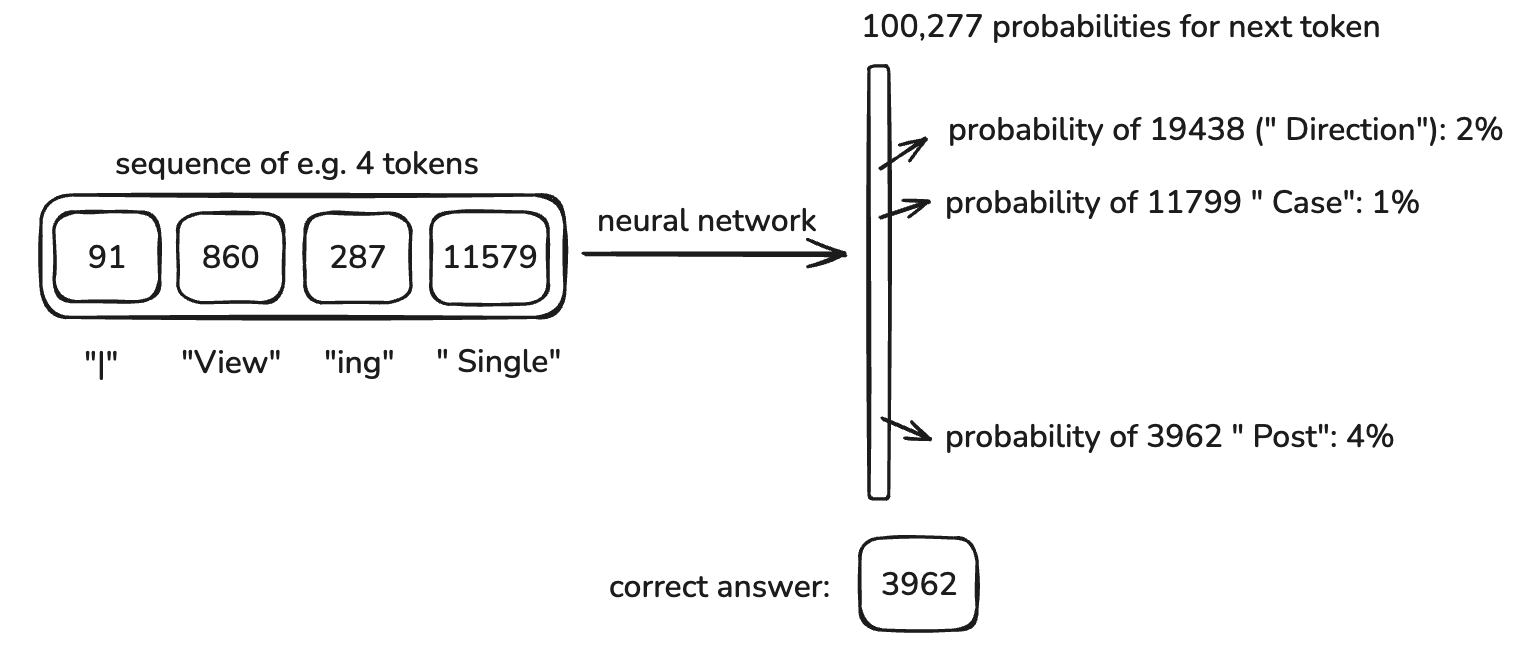 100,277 probabilities for next token
probability of 19438 (" Direction"): 2%
sequence of e.g. 4 tokens
probability of 11799 " Case": 1%
neural network
91 860 287 11579
"|" "View" "ing" " Single"
probability of 3962 " Post": 4%
correct answer: 3962